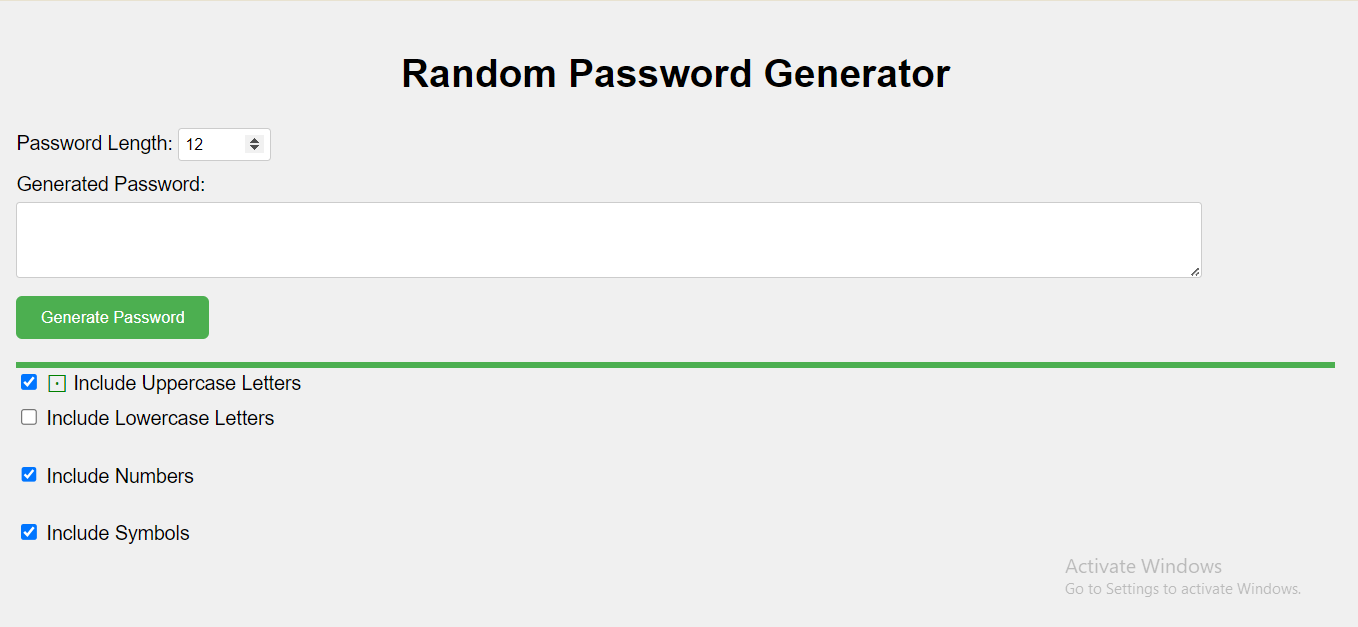 Random Password Generator
Password Length: 12
Generated Password:
Generate Password
Include Uppercase Letters
Include Lowercase Letters
Include Numbers
Include Symbols
Activate Windows
Go to Settings to activate Windows.